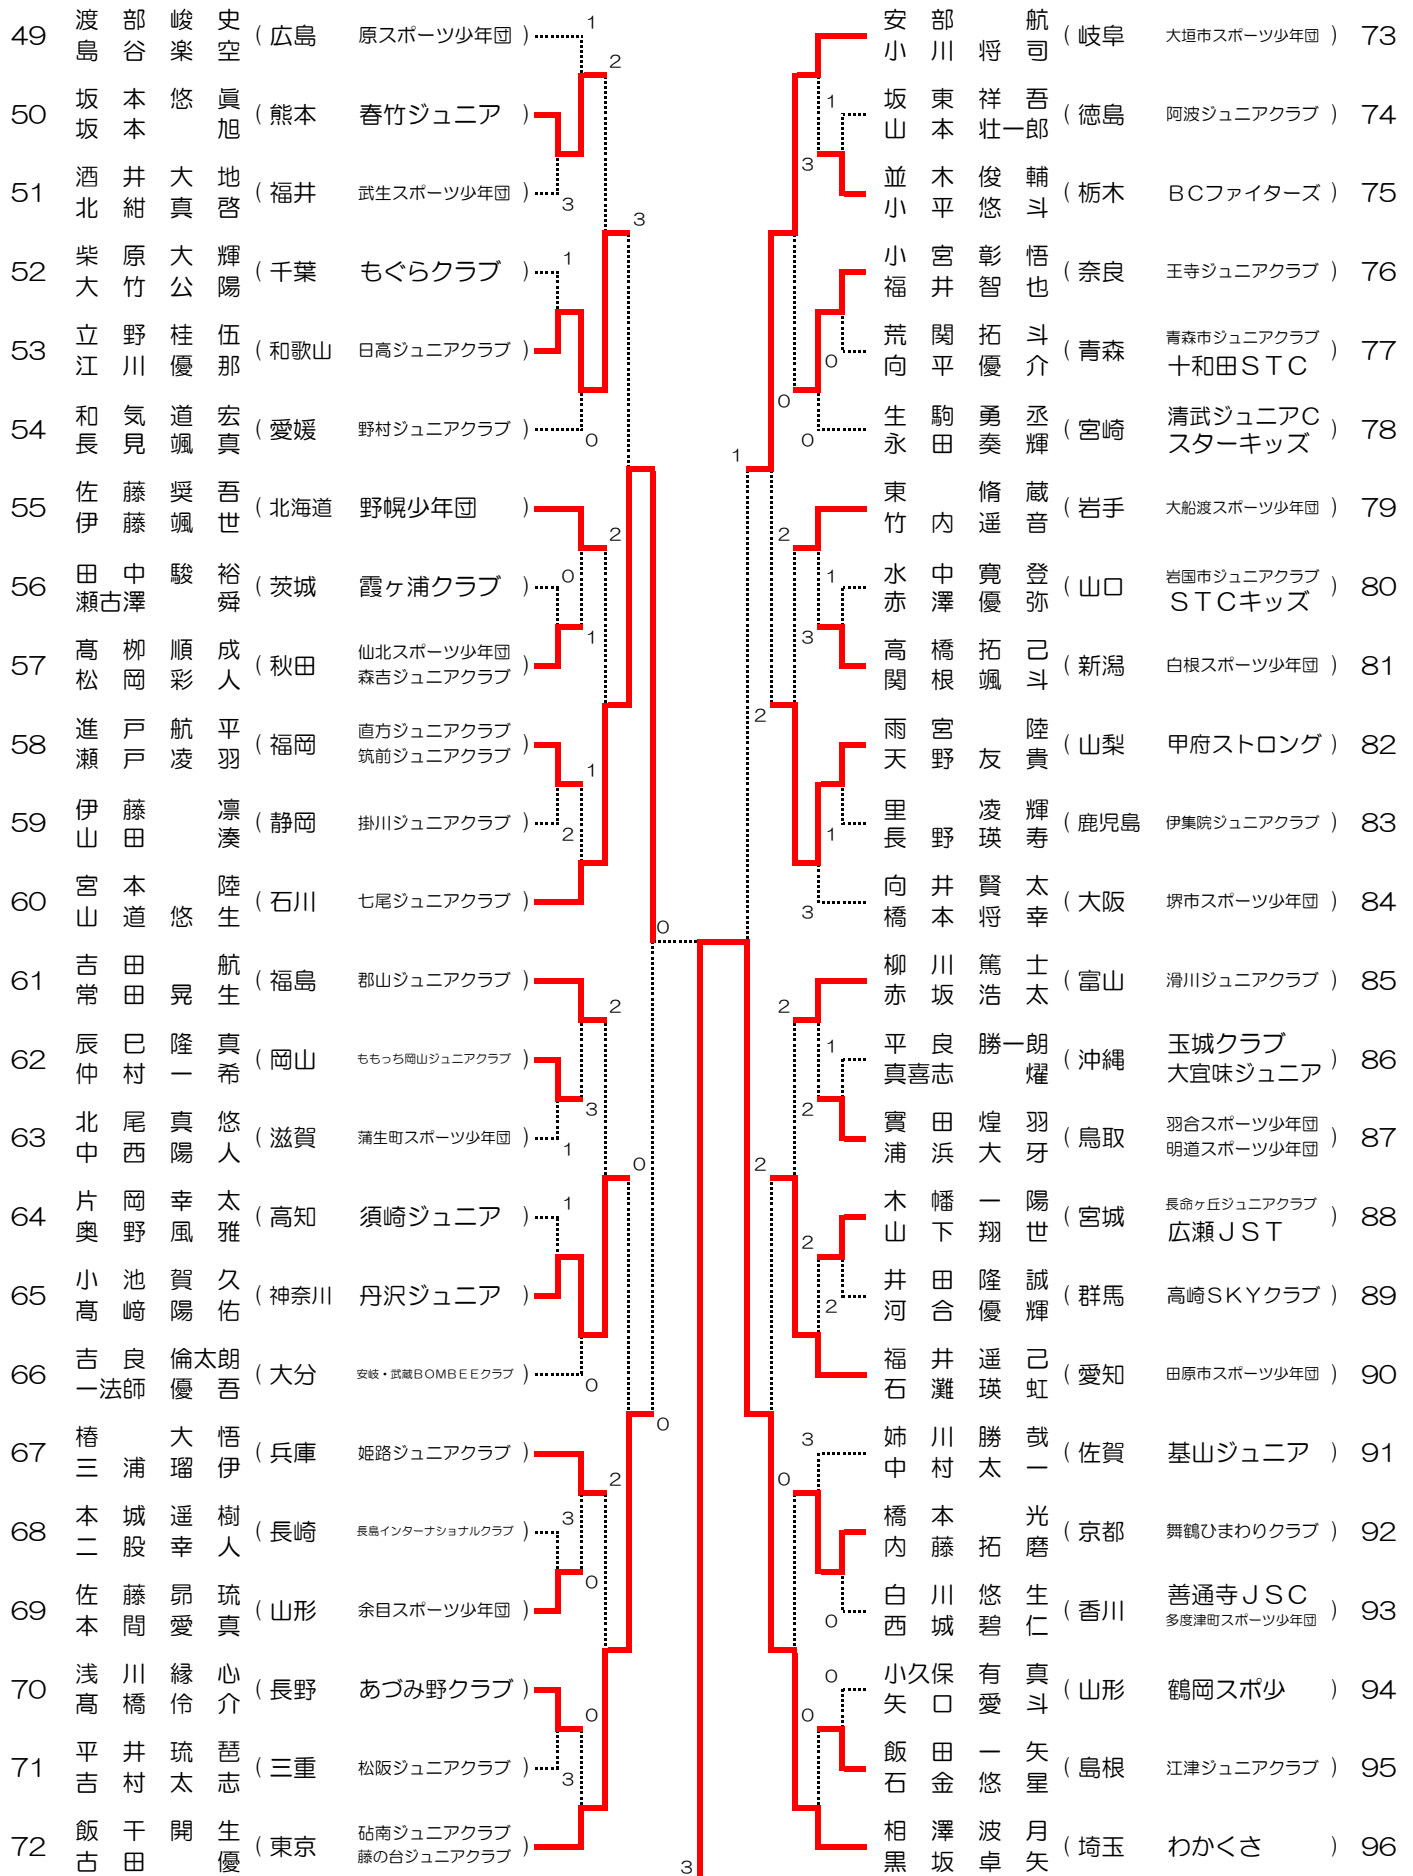 49 渡部峻史 島谷楽空 (広島 原スポーツ少年団) 1
50 坂本悠眞 坂本旭 (熊本 春竹ジュニア) 2
51 酒井大地 北紺真啓 (福井 武生スポーツ少年団) 3
3
52 柴原大輝 大竹公陽 (千葉 もぐらクラブ) 1
53 立野桂伍 江川優那 (和歌山 日高ジュニアクラブ)
54 和気道宏 長見颯真 (愛媛 野村ジュニアクラブ) 0
55 佐藤奨吾 伊藤颯世 (北海道 野幌少年団) 2
56 田中駿裕 瀬古澤舜 (茨城 霞ヶ浦クラブ) 0
57 髙栁順成 松岡彩人 (秋田 仙北スポーツ少年団 森吉ジュニアクラブ) 1
58 進戸航平 瀬戸凌羽 (福岡 直方ジュニアクラブ 筑前ジュニアクラブ) 1
59 伊藤凛 山田湊 (静岡 掛川ジュニアクラブ) 2
60 宮本陸 山道悠生 (石川 七尾ジュニアクラブ)
0
61 吉田航 常田晃生 (福島 郡山ジュニアクラブ) 2
62 辰巳隆真 仲村一希 (岡山 ももっち岡山ジュニアクラブ) 3
63 北尾真悠 中西陽人 (滋賀 蒲生町スポーツ少年団) 1
0
64 片岡幸太 奥野風雅 (高知 須崎ジュニア) 1
65 小池賀久 髙﨑陽佑 (神奈川 丹沢ジュニア)
66 吉良倫太朗 一法師優吾 (大分 安岐・武蔵BOMBEEクラブ) 0
0
67 椿大悟 三浦瑠伊 (兵庫 姫路ジュニアクラブ) 2
68 本城遥樹 二股幸人 (長崎 長島インターナショナルクラブ) 3
69 佐藤昴琉 本間愛真 (山形 余目スポーツ少年団) 0
70 浅川縁心 髙橋伶介 (長野 あづみ野クラブ) 0
71 平井琉琶 吉村太志 (三重 松阪ジュニアクラブ) 3
72 飯干開生 古田優 (東京 砧南ジュニアクラブ 藤の台ジュニアクラブ)
3
安部航 小川将司 (岐阜 大垣市スポーツ少年団) 73
1 坂東祥吾 山本壮一郎 (徳島 阿波ジュニアクラブ) 74
3 並木俊輔 小平悠斗 (栃木 BCファイターズ) 75
小宮彰悟 福井智也 (奈良 王寺ジュニアクラブ) 76
0 荒関拓斗 向平優介 (青森 青森市ジュニアクラブ 十和田STC) 77
0 生駒勇丞 永田奏輝 (宮崎 清武ジュニアC スターキッズ) 78
1
2 東脩蔵 竹内遥音 (岩手 大船渡スポーツ少年団) 79
1 水中寛登 赤澤優弥 (山口 岩国市ジュニアクラブ STCキッズ) 80
3 高橋拓己 関根颯斗 (新潟 白根スポーツ少年団) 81
2
雨宮陸 天野友貴 (山梨 甲府ストロング) 82
1 里凌輝 長野瑛寿 (鹿児島 伊集院ジュニアクラブ) 83
3 向井賢太 橋本将幸 (大阪 堺市スポーツ少年団) 84
2 柳川篤士 赤坂浩太 (富山 滑川ジュニアクラブ) 85
1 平良勝一朗 真喜志燿 (沖縄 玉城クラブ 大宜味ジュニア) 86
2 實田煌羽 浦浜大牙 (鳥取 羽合スポーツ少年団 明道スポーツ少年団) 87
2
2 木幡一陽 山下翔世 (宮城 長命ヶ丘ジュニアクラブ 広瀬JST) 88
2 井田隆誠 河合優輝 (群馬 高崎SKYクラブ) 89
福井遥己 石灘瑛虹 (愛知 田原市スポーツ少年団) 90
3 姉川勝哉 中村太一 (佐賀 基山ジュニア) 91
0 橋本光 内藤拓磨 (京都 舞鶴ひまわりクラブ) 92
0 白川悠生 西城碧仁 (香川 善通寺JSC 多度津町スポーツ少年団) 93
0 小久保有真 矢口愛斗 (山形 鶴岡スポ少) 94
0 飯田一矢 石金悠星 (島根 江津ジュニアクラブ) 95
相澤波月 黒坂卓矢 (埼玉 わかくさ) 96